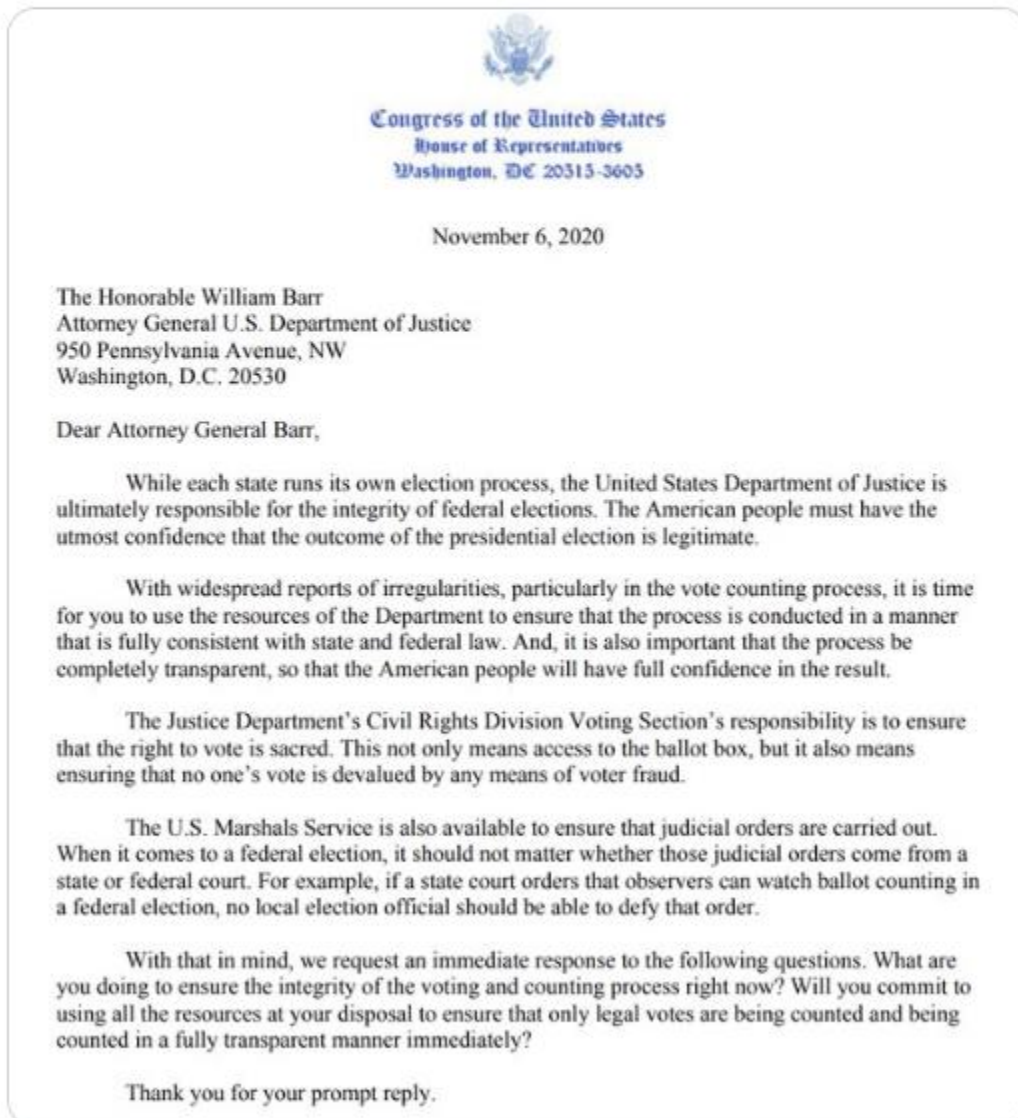 Congress of the United States
House of Representatives
Washington, DC 20515-3605
November 6, 2020
The Honorable William Barr
Attorney General U.S. Department of Justice
950 Pennsylvania Avenue, NW
Washington, D.C. 20530
Dear Attorney General Barr,
While each state runs its own election process, the United States Department of Justice is
ultimately responsible for the integrity of federal elections. The American people must have the
utmost confidence that the outcome of the presidential election is legitimate.
With widespread reports of irregularities, particularly in the vote counting process, it is time
for you to use the resources of the Department to ensure that the process is conducted in a manner
that is fully consistent with state and federal law. And, it is also important that the process be
completely transparent, so that the American people will have full confidence in the result.
The Justice Department's Civil Rights Division Voting Section's responsibility is to ensure
that the right to vote is sacred. This not only means access to the ballot box, but it also means
ensuring that no one's vote is devalued by any means of voter fraud.
The U.S. Marshals Service is also available to ensure that judicial orders are carried out.
When it comes to a federal election, it should not matter whether those judicial orders come from a
state or federal court. For example, if a state court orders that observers can watch ballot counting in
a federal election, no local election official should be able to defy that order.
With that in mind, we request an immediate response to the following questions. What are
you doing to ensure the integrity of the voting and counting process right now? Will you commit to
using all the resources at your disposal to ensure that only legal votes are being counted and being
counted in a fully transparent manner immediately?
Thank you for your prompt reply.